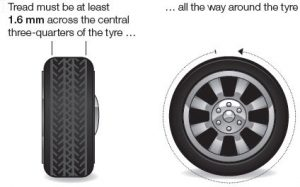 Tread must be at least
1.6 mm across the central
three-quarters of the tyre ...
... all the way around the tyre